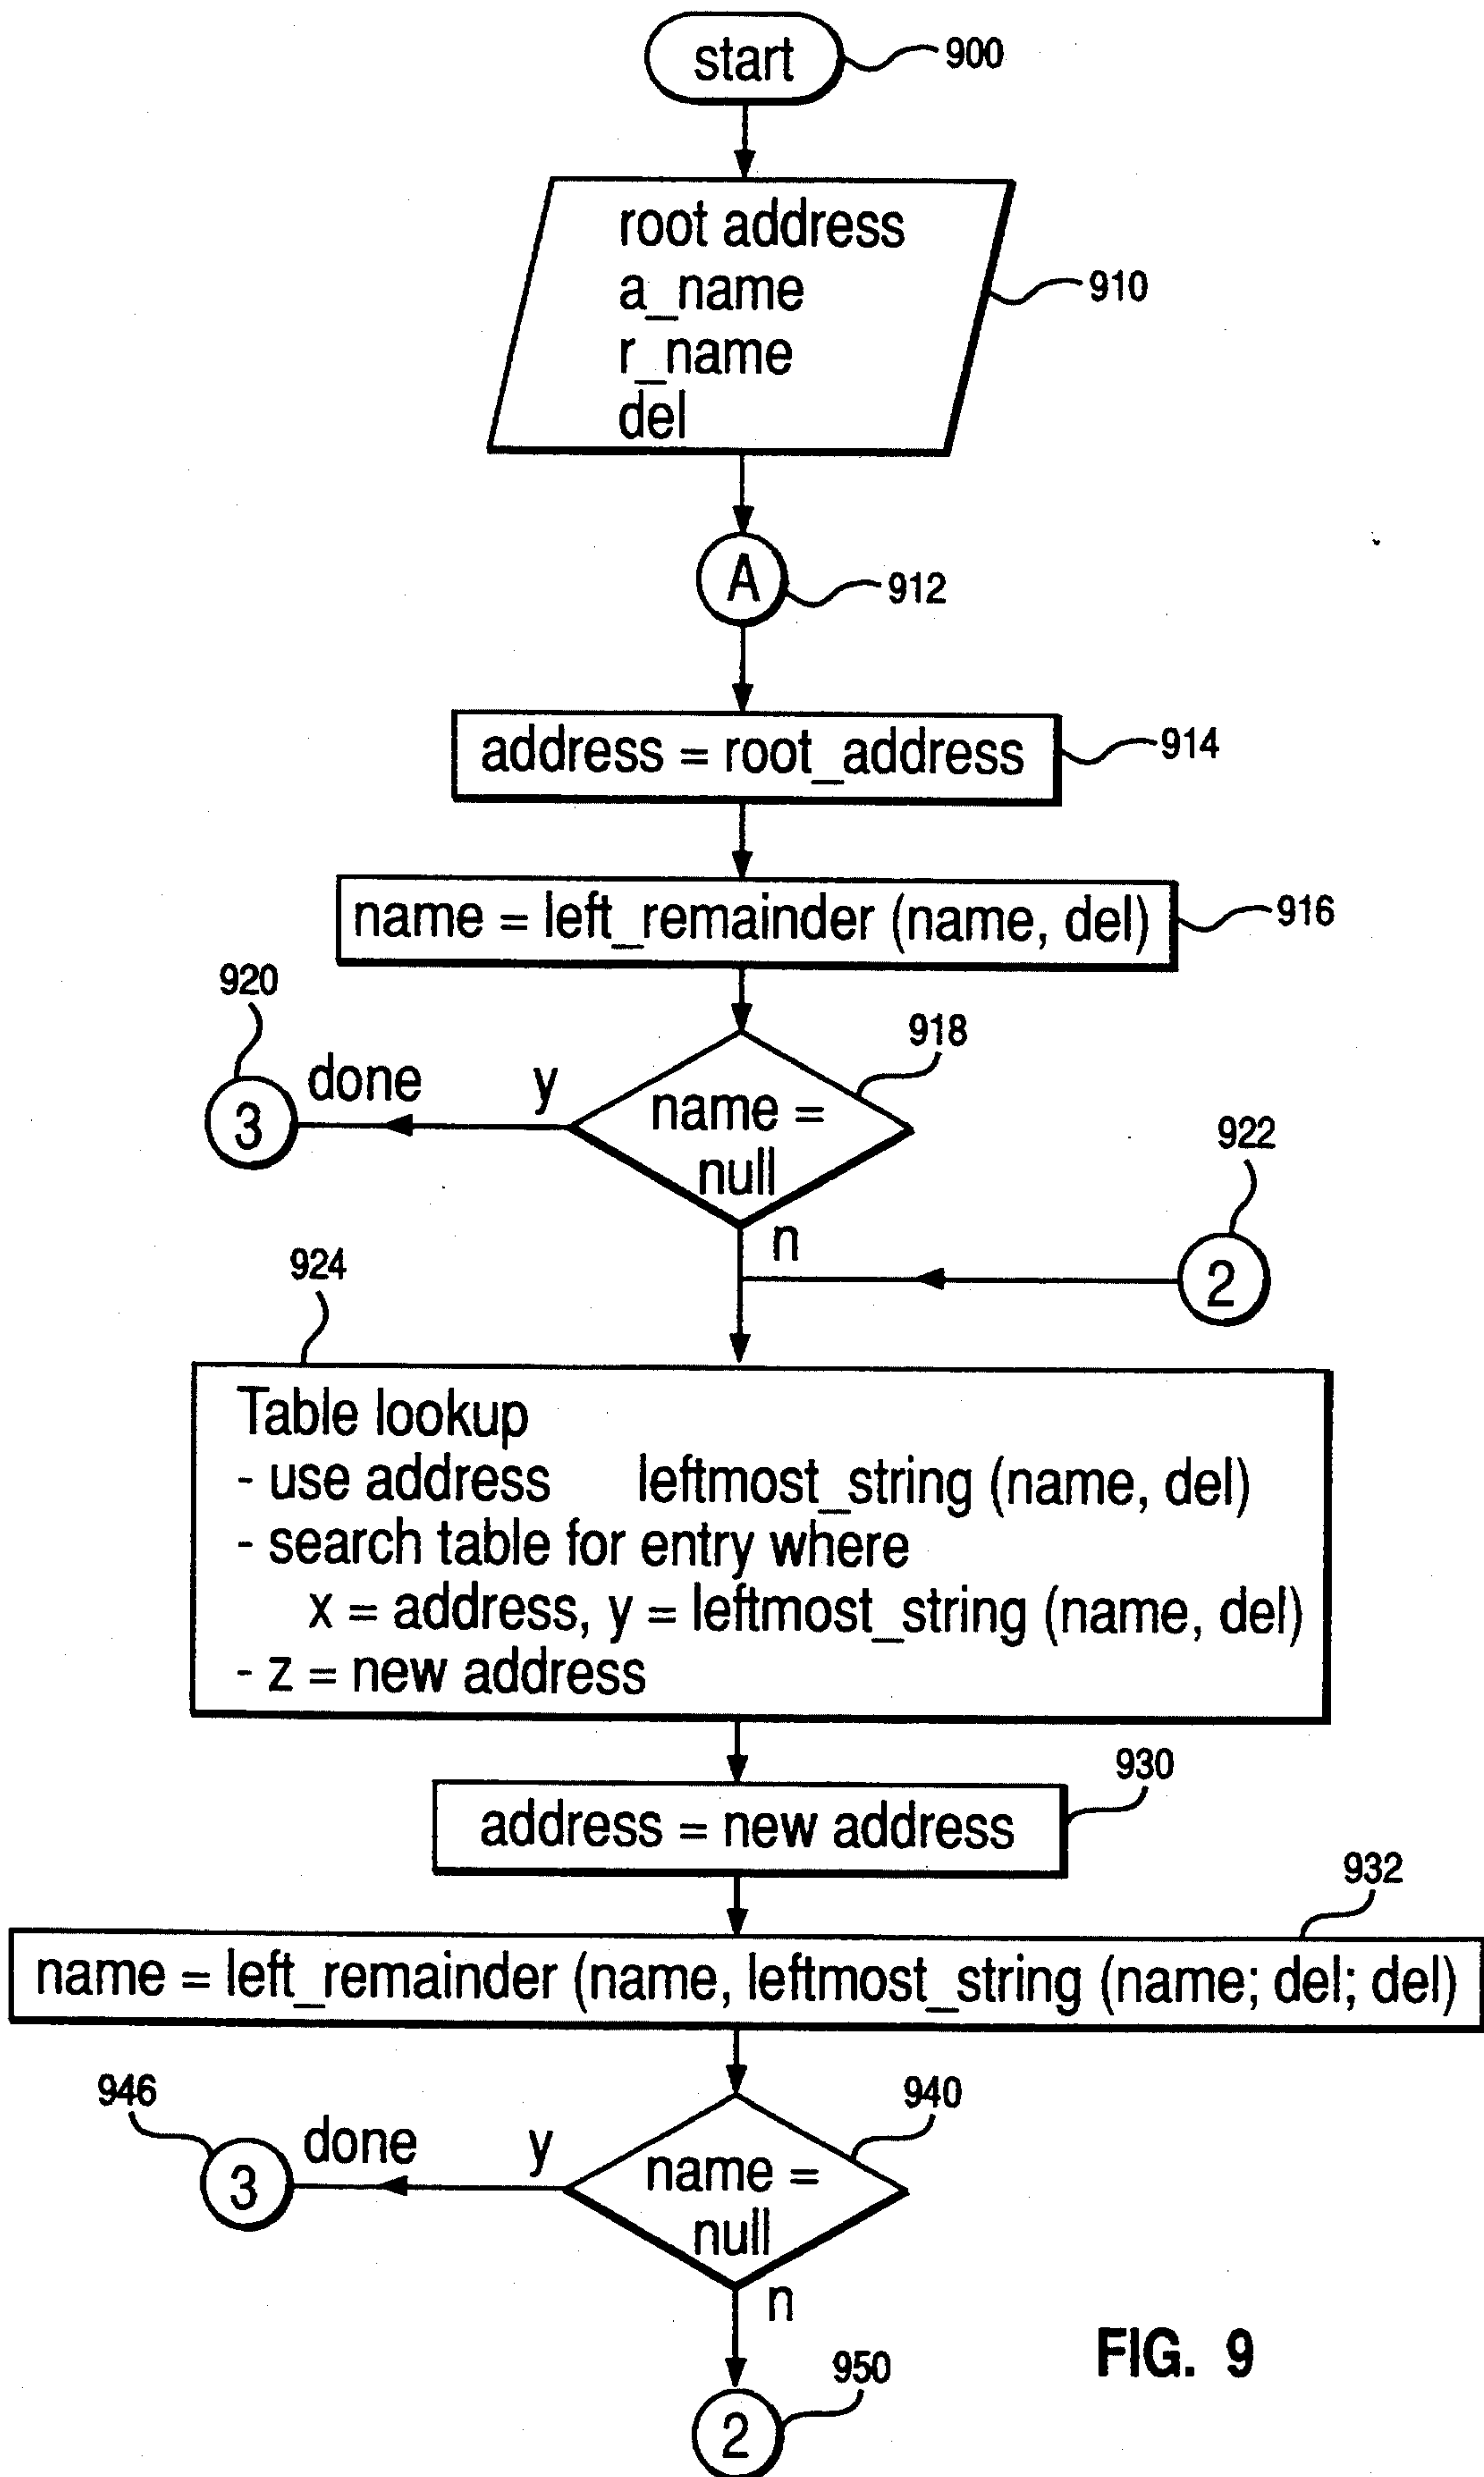 start
900
root address
a_name
r_name
del
910
A
912
address = root_address
914
name = left_remainder (name, del)
916
920
918
done
y
3
name =
null
922
n
2
924
Table lookup
- use address leftmost_string (name, del)
- search table for entry where
x = address, y = leftmost_string (name, del)
- z = new address
930
address = new address
932
name = left_remainder (name, leftmost_string (name; del; del)
946
940
done
y
3
name =
null
n
FIG. 9
950
2